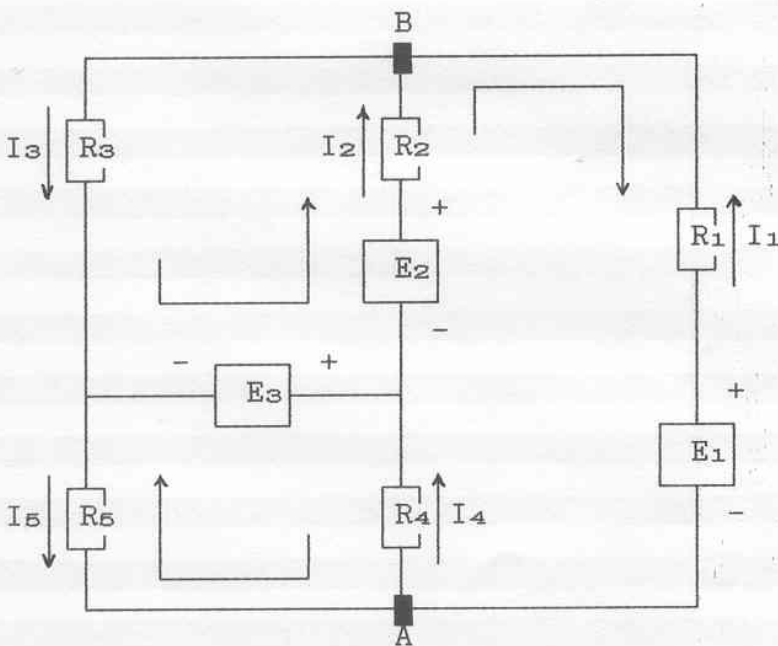 B
I₃ R₃ I₂ R₂
+
R₁ I₁
E₂
-
- E₃ +
+
E₁
I₅ R₅ R₄ I₄ -
A